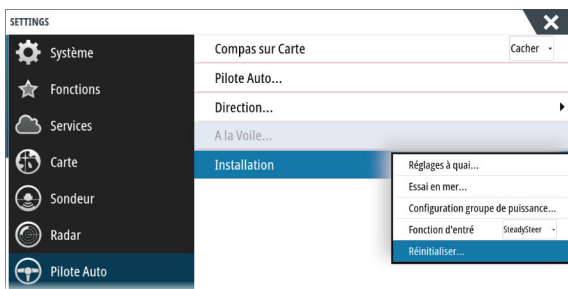 SETTINGS
Système
Fonctions
Services
Carte
Sondeur
Radar
Pilote Auto
Compas sur Carte
Cacher
Pilote Auto...
Direction...
A la Voile...
Installation
Réglages à quai...
Essai en mer...
Configuration groupe de puissance...
Fonction d'entré
SteadySteer
Réinitialiser...